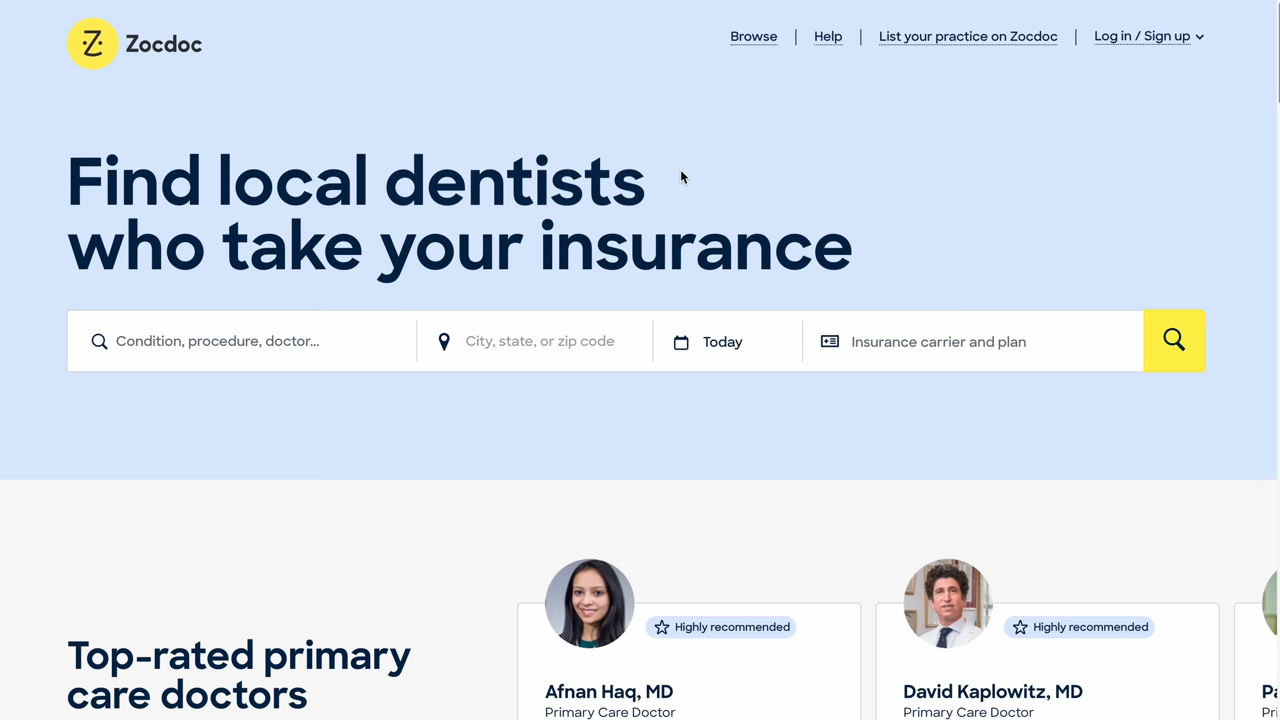 Zocdoc
Browse
Help
List your practice on Zocdoc
Log in / Sign up
Find local dentists
who take your insurance
Condition, procedure, doctor...
City, state, or zip code
Today
Insurance carrier and plan
Top-rated primary
care doctors
Highly recommended
Afnan Haq, MD
Primary Care Doctor
Highly recommended
David Kaplowitz, MD
Primary Care Doctor